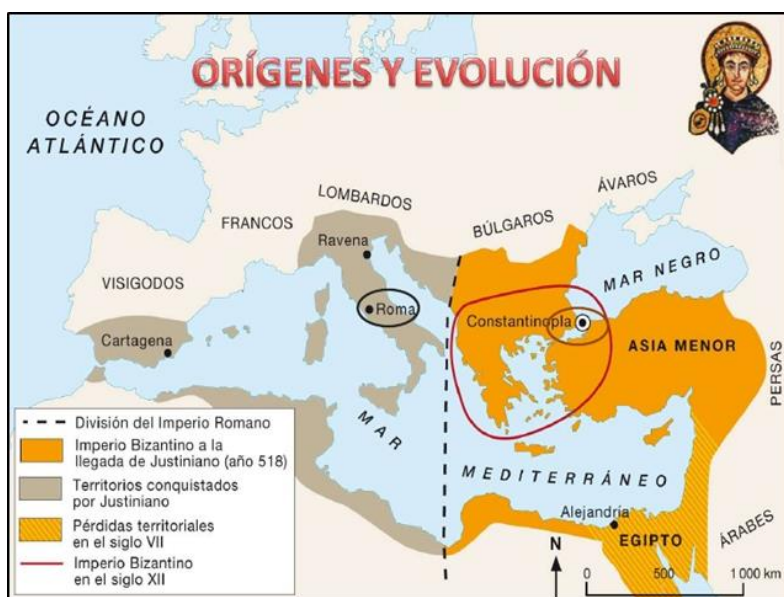 ORÍGENES Y EVOLUCIÓN
OCÉANO
ATLÁNTICO
ÁVAROS
LOMBARDOS
BÚLGAROS
FRANCOS
Ravena
MAR NEGRO
VISIGODOS
Roma
Constantinopla
Cartagena
ASIA MENOR
PERSAS
MAR
MEDITERRÁNEO
Alejandría
EGIPTO
ÁRABES
División del Imperio Romano
Imperio Bizantino a la
llegada de Justiniano (año 518)
Territorios conquistados
por Justiniano
Pérdidas territoriales
en el siglo VII
Imperio Bizantino
en el siglo XII
N
0 500 1 000 km